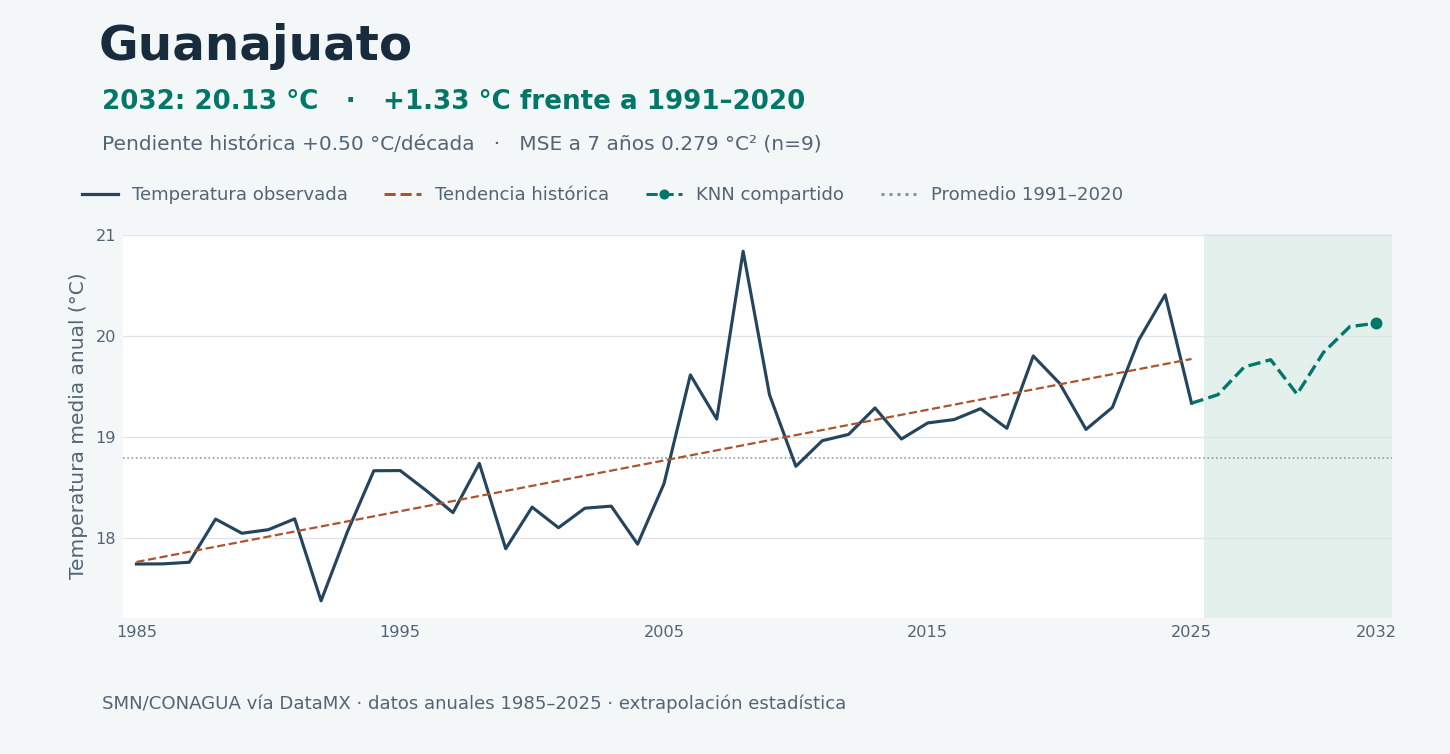 Guanajuato
2032: 20.13 °C · +1.33 °C frente a 1991–2020
Pendiente histórica +0.50 °C/década · MSE a 7 años 0.279 °C² (n=9)
Temperatura observada Tendencia histórica KNN compartido Promedio 1991–2020
Temperatura media anual (°C)
21
20
19
18
1985 1995 2005 2015 2025 2032
SMN/CONAGUA vía DataMX · datos anuales 1985–2025 · extrapolación estadística